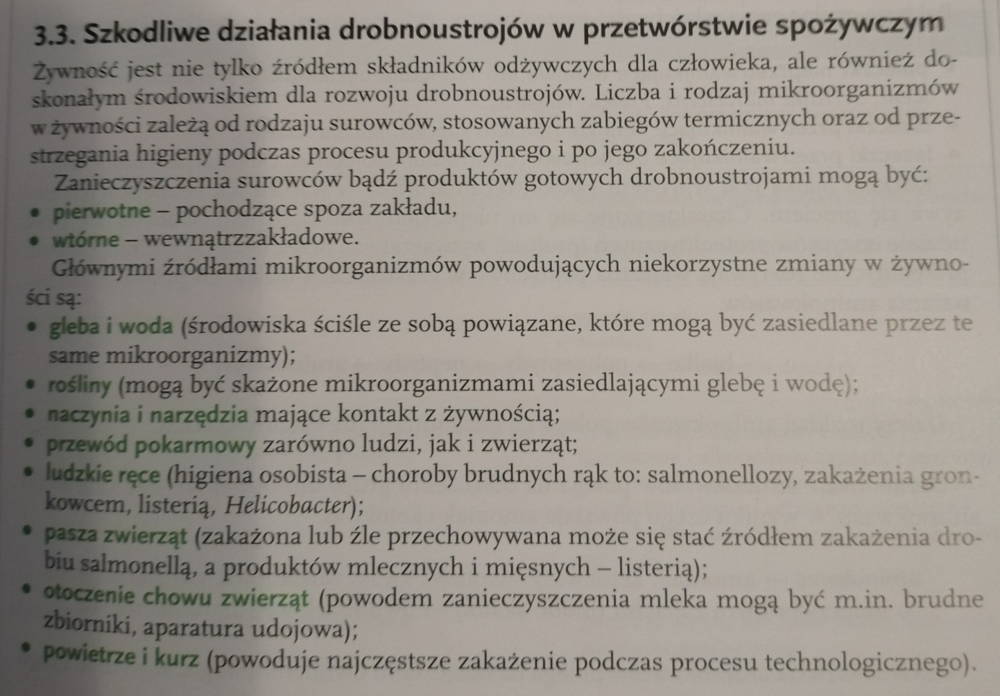 3.3. Szkodliwe działania drobnoustrojów w przetwórstwie spożywczym
Żywność jest nie tylko źródłem składników odżywczych dla człowieka, ale również do-
skonałym środowiskiem dla rozwoju drobnoustrojów. Liczba i rodzaj mikroorganizmów
w żywności zależą od rodzaju surowców, stosowanych zabiegów termicznych oraz od prze-
strzegania higieny podczas procesu produkcyjnego i po jego zakończeniu.
Zanieczyszczenia surowców bądź produktów gotowych drobnoustrojami mogą być:
• pierwotne – pochodzące spoza zakładu,
• wtórne – wewnątrzzakładowe.
Głównymi źródłami mikroorganizmów powodujących niekorzystne zmiany w żywno-
ści są:
• gleba i woda (środowiska ściśle ze sobą powiązane, które mogą być zasiedlane przez te
same mikroorganizmy);
• rośliny (mogą być skażone mikroorganizmami zasiedlającymi glebę i wodę);
• naczynia i narzędzia mające kontakt z żywnością;
• przewód pokarmowy zarówno ludzi, jak i zwierząt;
• ludzkie ręce (higiena osobista – choroby brudnych rąk to: salmonellozy, zakażenia gron-
kowcem, listerią, Helicobacter);
• pasza zwierząt (zakażona lub źle przechowywana może się stać źródłem zakażenia dro-
biu salmonellą, a produktów mlecznych i mięsnych – listerią);
• otoczenie chowu zwierząt (powodem zanieczyszczenia mleka mogą być m.in. brudne
zbiorniki, aparatura udojowa);
• powietrze i kurz (powoduje najczęstsze zakażenie podczas procesu technologicznego).